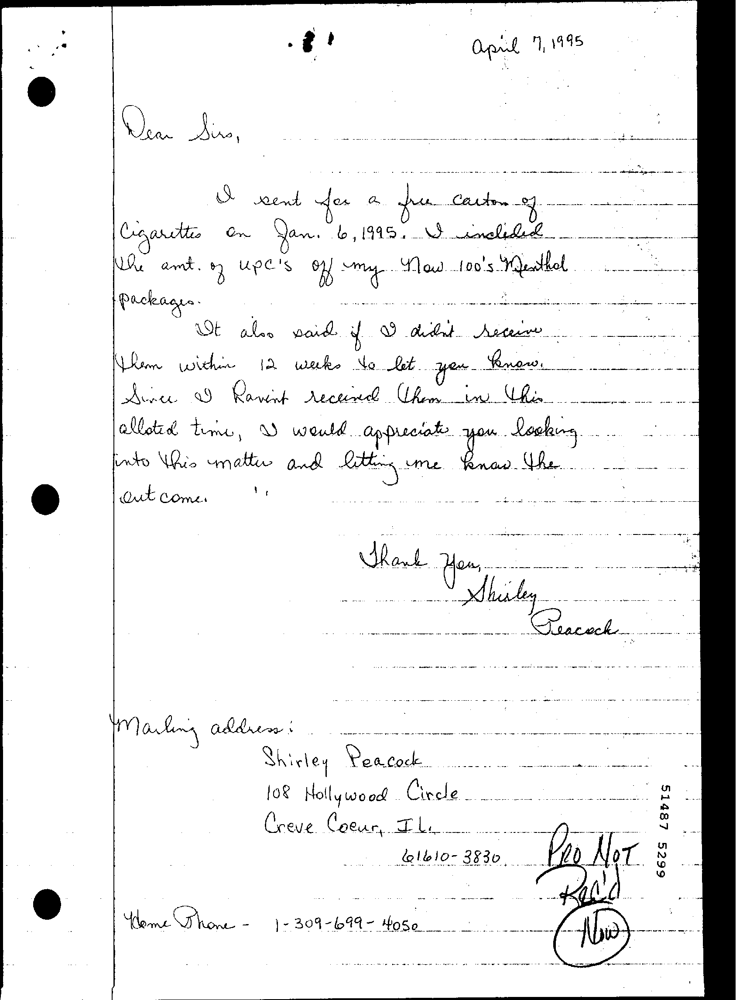 April 7, 1995
Dear Sirs,
I sent for a free carton of
Cigarettes on Jan. 6, 1995. I included
the amt. of UPC's off my Now 100's Menthol
packages.
It also said if I didn't receive
them within 12 weeks to let you know.
Since I havent received them in this
alloted time, I would appreciate you looking
into this matter and letting me know the
outcome.
Thank You,
Shirley
Peacock
Mailing address:
Shirley Peacock
108 Hollywood Circle
Creve Coeur, IL.
61610-3830
Home Phone - 1-309-699-4050
PRO NOT
Rec'd
Now
51487 5299